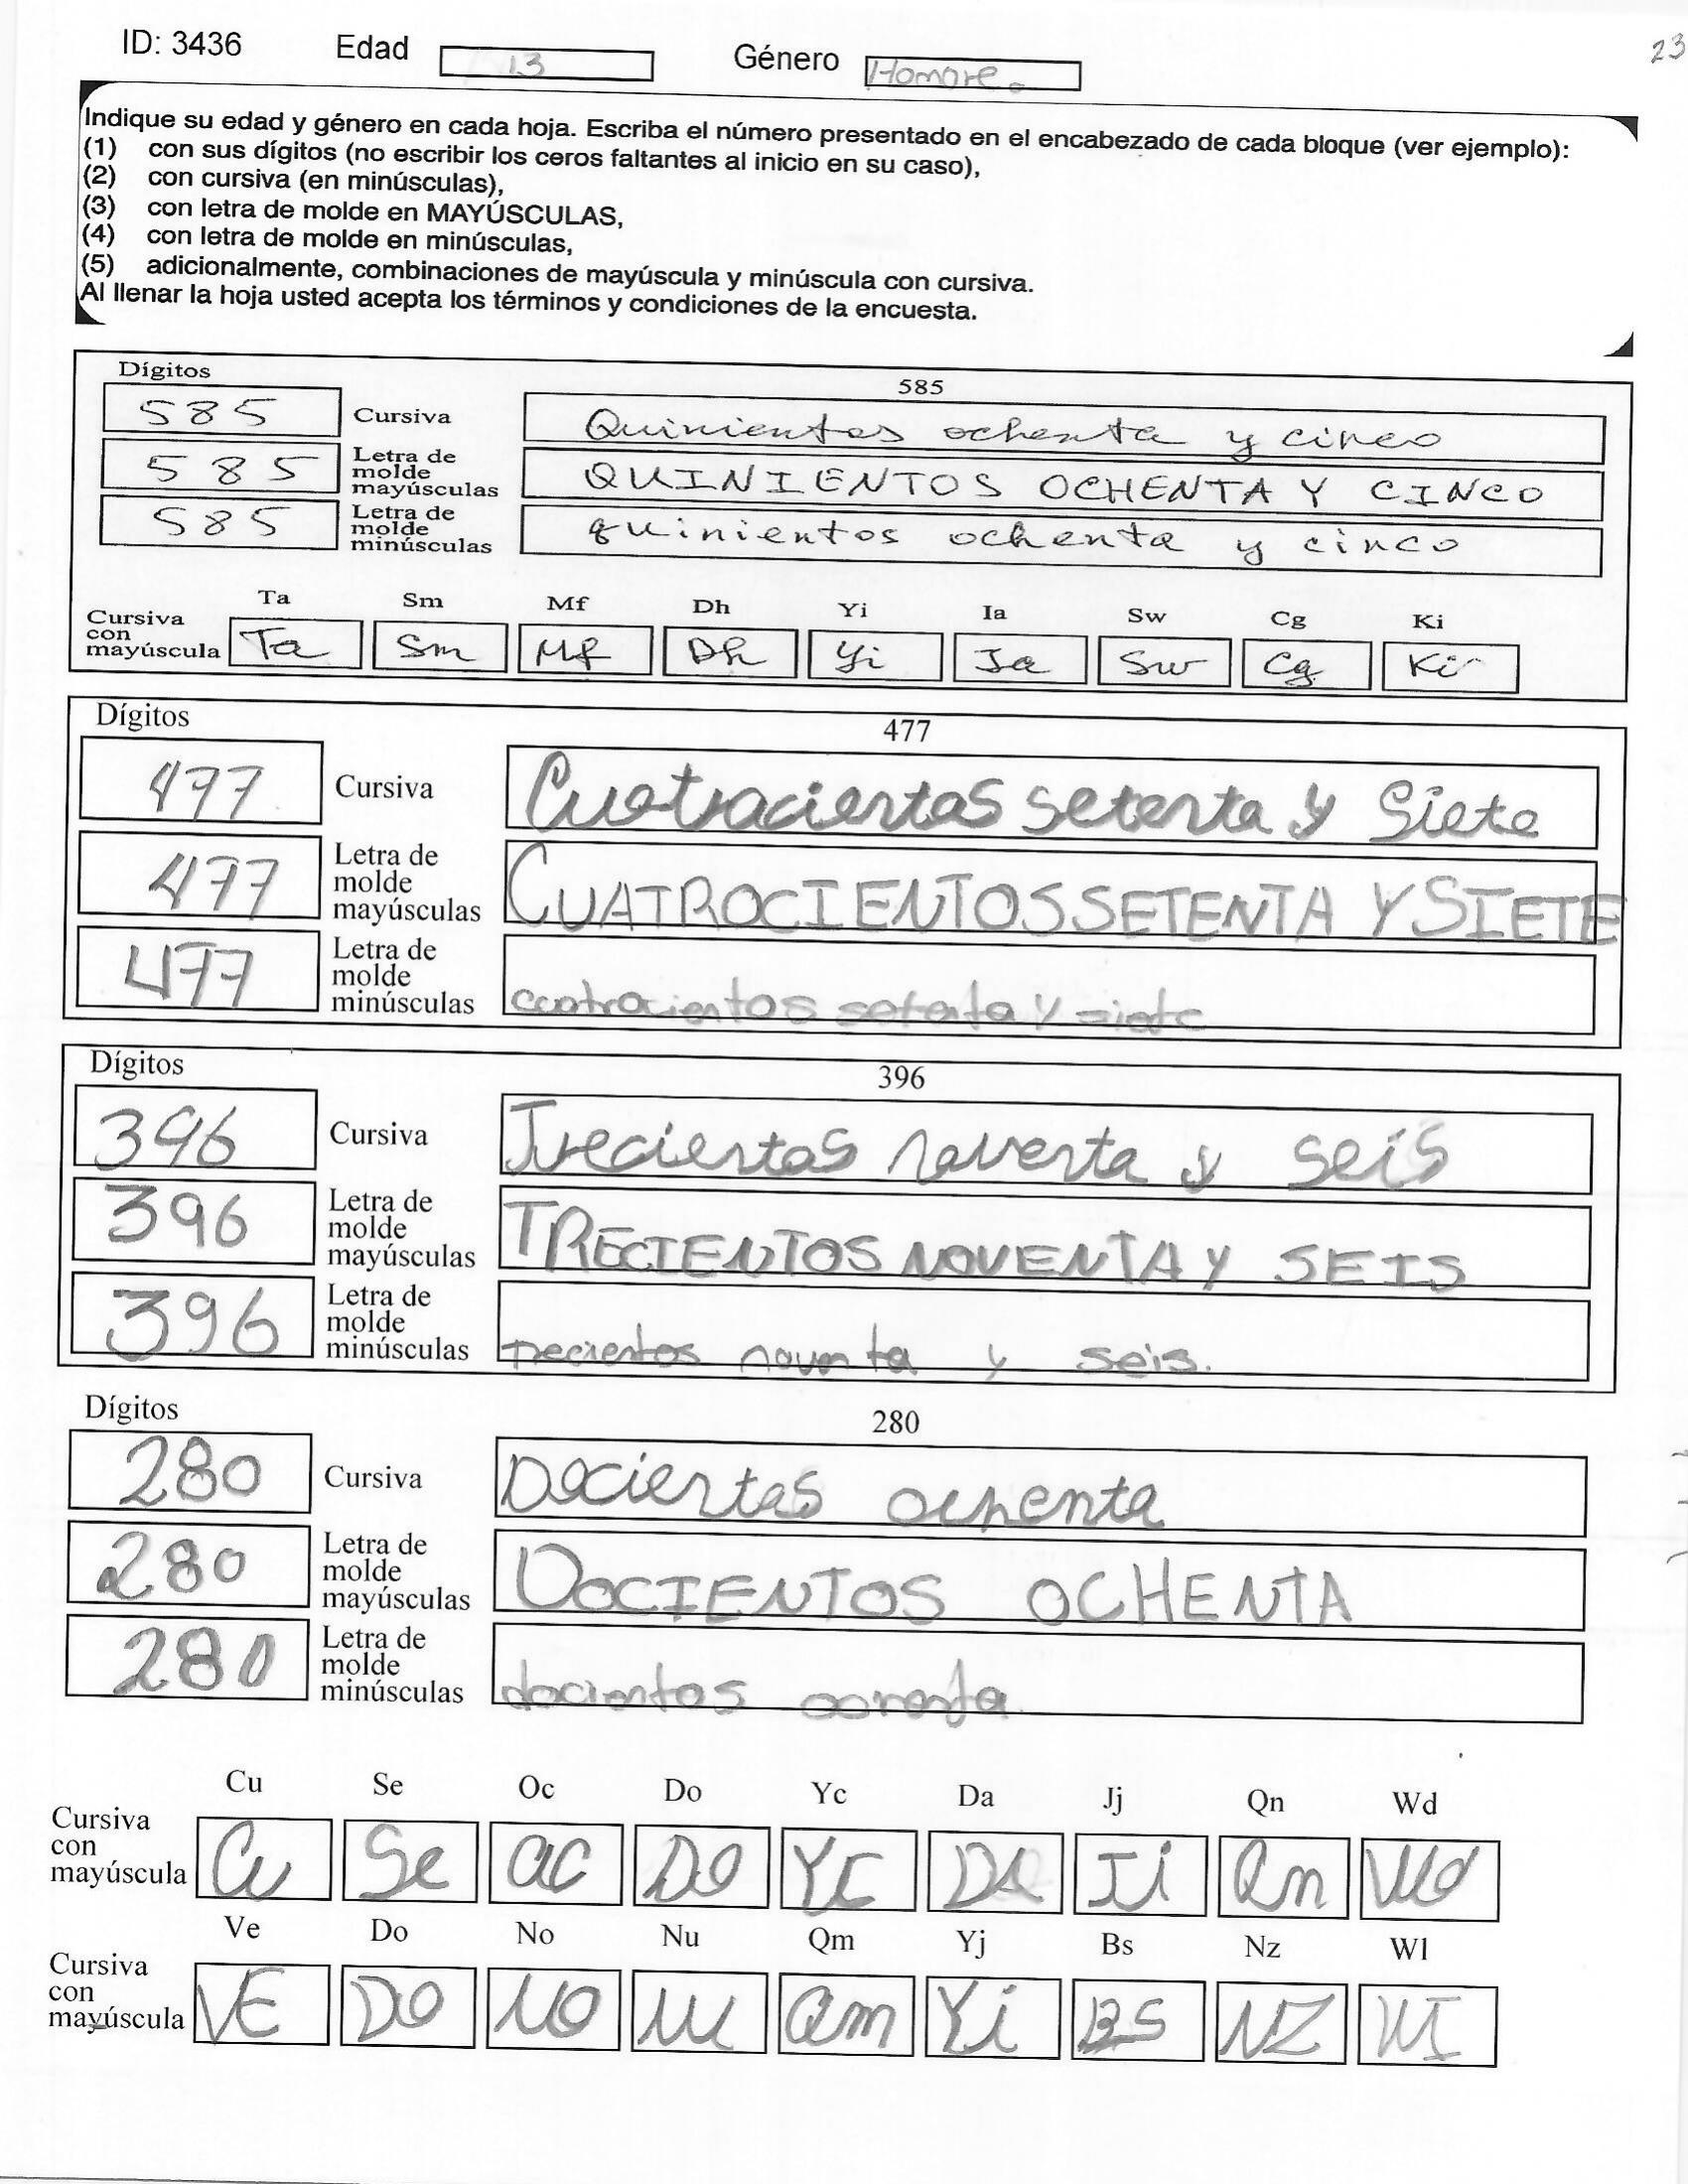 ID: 3436 Edad 13 Género Hombre. 23
Indique su edad y género en cada hoja. Escriba el número presentado en el encabezado de cada bloque (ver ejemplo):
(1) con sus dígitos (no escribir los ceros faltantes al inicio en su caso),
(2) con cursiva (en minúsculas),
(3) con letra de molde en MAYÚSCULAS,
(4) con letra de molde en minúsculas,
(5) adicionalmente, combinaciones de mayúscula y minúscula con cursiva.
Al llenar la hoja usted acepta los términos y condiciones de la encuesta.
Dígitos 585
585 Cursiva Quinientos ochenta y cinco
585 Letra de molde mayúsculas QUINIENTOS OCHENTA Y CINCO
585 Letra de molde minúsculas quinientos ochenta y cinco
Ta Sm Mf Dh Yi Ia Sw Cg Ki
Cursiva con mayúscula Ta Sm Mf Dh Yi Ia Sw Cg Ki
Dígitos 477
477 Cursiva Cuatrocientos setenta y Siete
477 Letra de molde mayúsculas CUATROCIENTOS SETENTA Y SIETE
477 Letra de molde minúsculas cuatrocientos setenta y siete
Dígitos 396
396 Cursiva Trecientos noventa y seis
396 Letra de molde mayúsculas TRECIENTOS NOVENTA Y SEIS
396 Letra de molde minúsculas trecientos noventa y seis.
Dígitos 280
280 Cursiva Docientos ochenta
280 Letra de molde mayúsculas DOCIENTOS OCHENTA
280 Letra de molde minúsculas docientos
Cu Se Oc Do Yc Da Jj Qn Wd
Cursiva con mayúscula Cu Se Oc Do Yc Da Ji Qn Wd
Ve Do No Nu Qm Yj Bs Nz Wl
Cursiva con mayúscula VE Do No Nu Qm Yi BS NZ WI